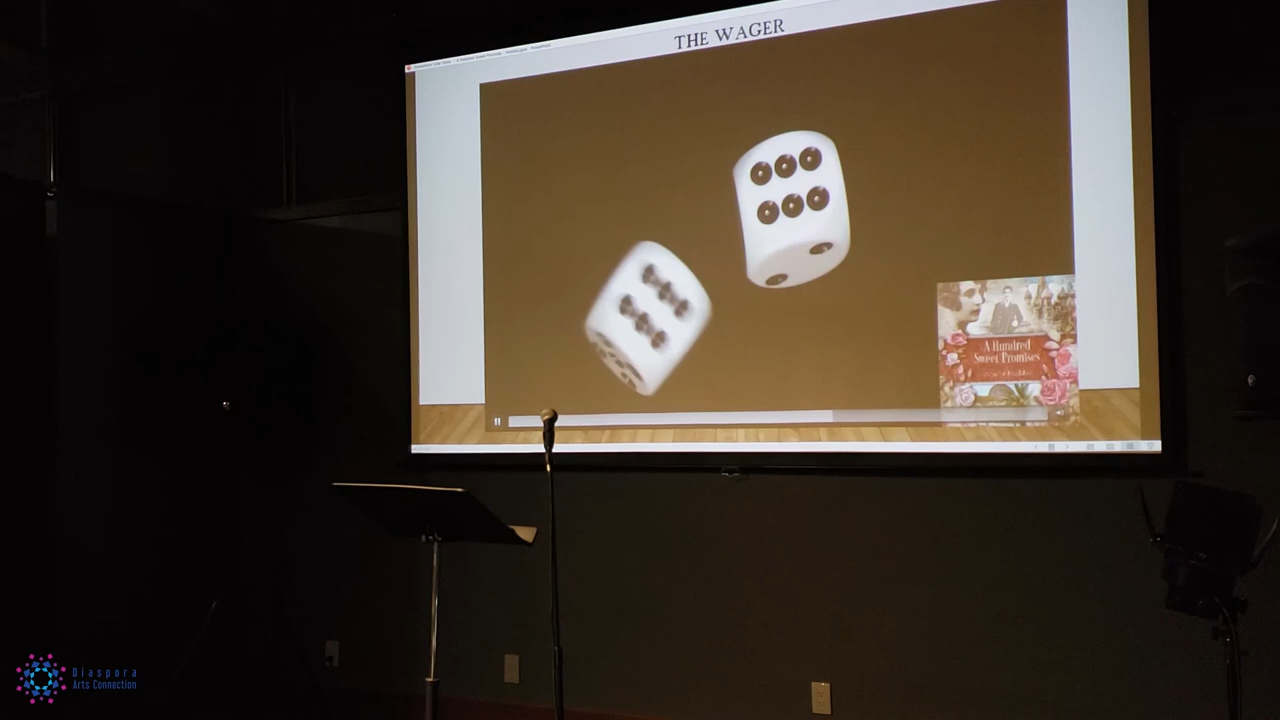 THE WAGER
A Hundred
Sweet Promises
Diaspora
Arts Connection